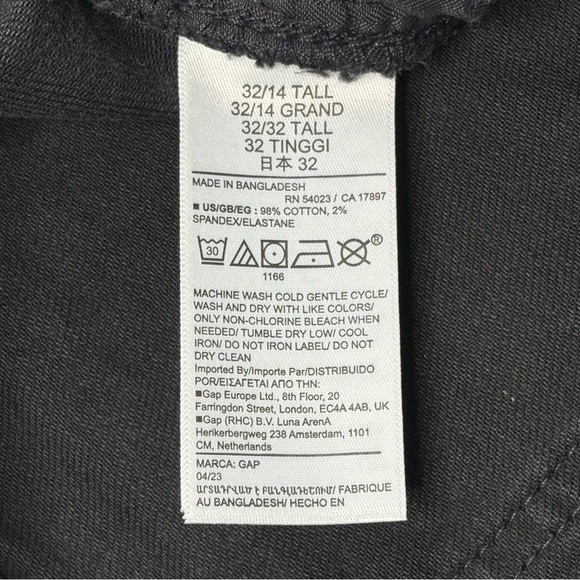 32/14 TALL
32/14 GRAND
32/32 TALL
32 TINGGI
日本 32
MADE IN BANGLADESH
RN 54023 / CA 17897
■ US/GB/EG : 98% COTTON, 2%
SPANDEX/ELASTANE
30
®
1166
MACHINE WASH COLD GENTLE CYCLE/
WASH AND DRY WITH LIKE COLORS/
ONLY NON-CHLORINE BLEACH WHEN
NEEDED/ TUMBLE DRY LOW/ COOL
IRON/ DO NOT IRON LABEL/ DO NOT
DRY CLEAN
Imported By/Importe Par/DISTRIBUIDO
POR/ΕΙΣΑΓΕΤΑΙ ΑΠΟ ΤΗΝ:
■Gap Europe Ltd., 8th Floor, 20
Farringdon Street, London, EC4A 4AB, UK
■Gap (RHC) B.V. Luna ArenA
Herikerbergweg 238 Amsterdam, 1101
CM, Netherlands
MARCA: GAP
04/23
ԱՐՏԱԴՐՎԱԾ Է ԲԱՆԳԼԱԴԵՇՈՒՄ/ FABRIQUE
AU BANGLADESH/ HECHO EN